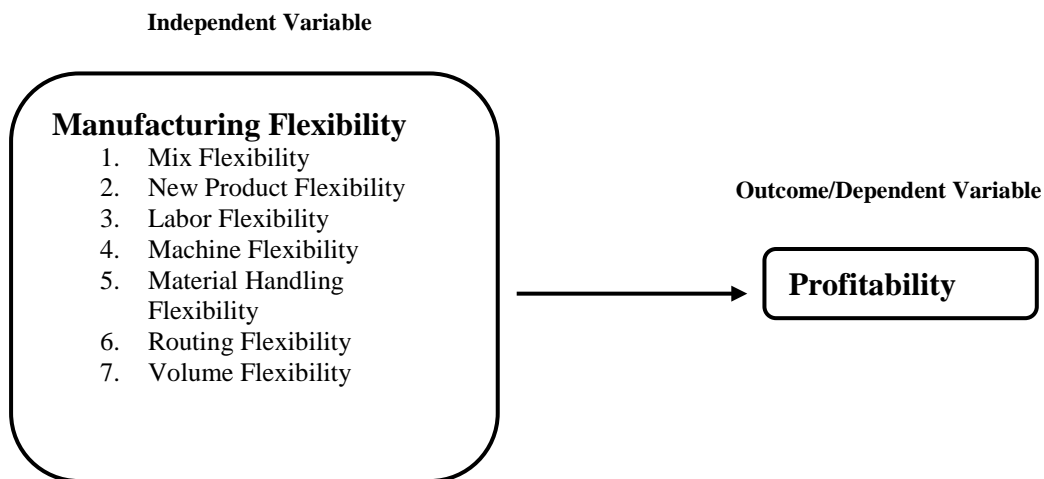 Independent Variable
Manufacturing Flexibility
1. Mix Flexibility
2. New Product Flexibility
3. Labor Flexibility
4. Machine Flexibility
5. Material Handling
Flexibility
6. Routing Flexibility
7. Volume Flexibility
Outcome/Dependent Variable
Profitability